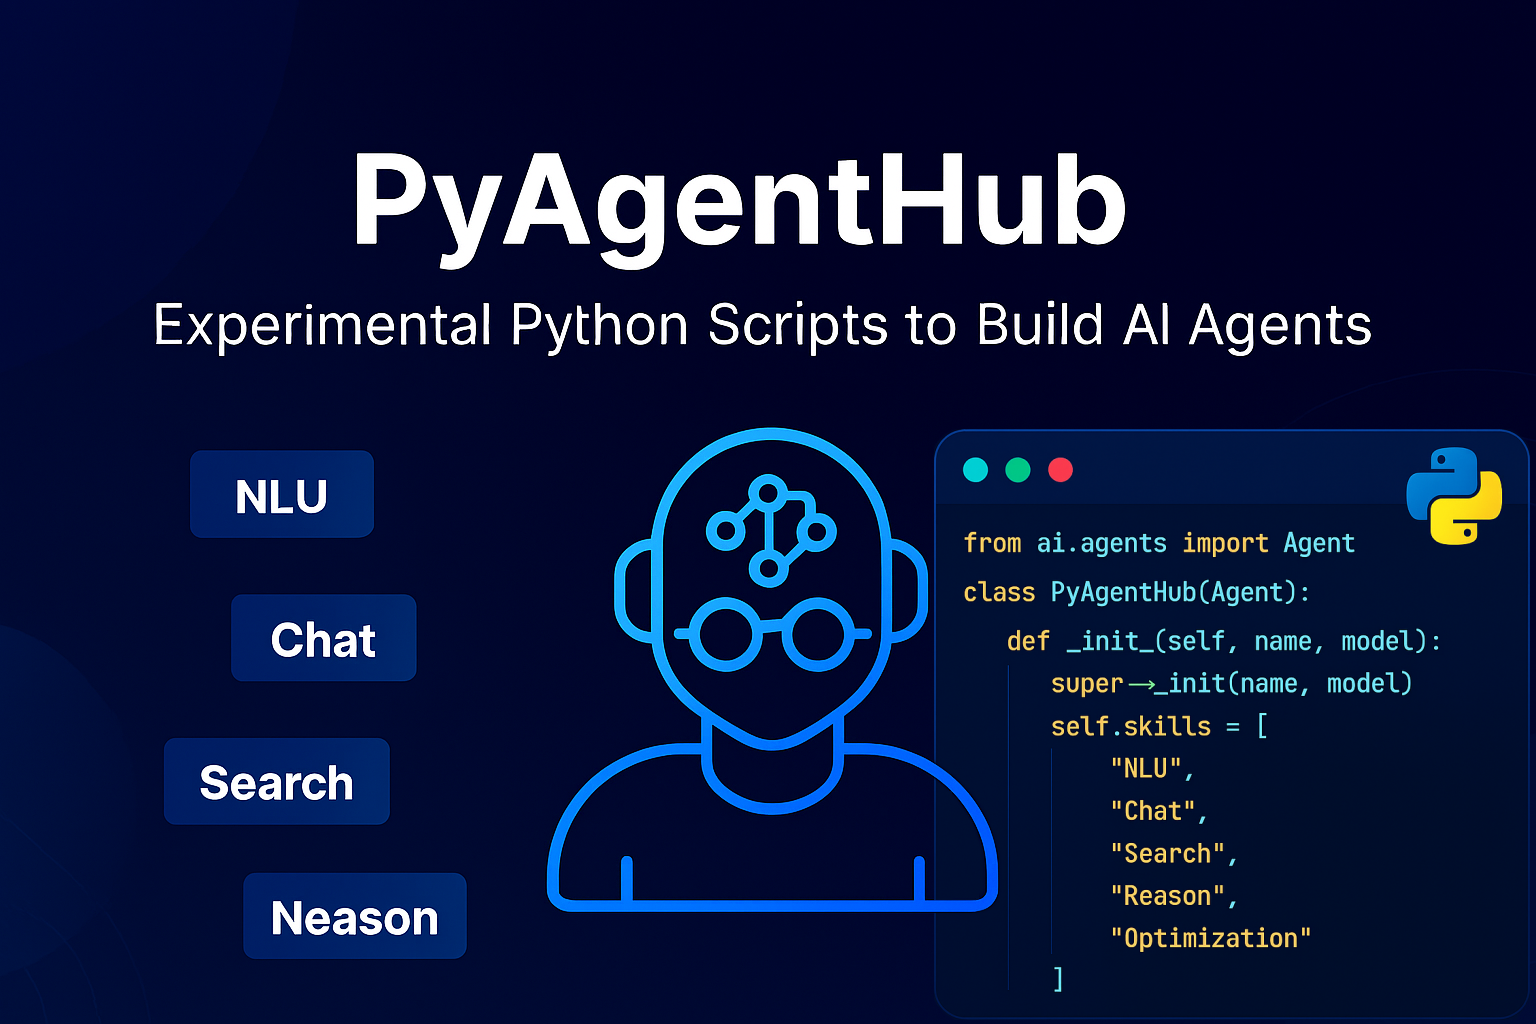 PyAgentHub
Experimental Python Scripts to Build AI Agents
NLU
Chat
Search
Neason
from ai.agents import Agent
class PyAgentHub(Agent):
def _init_(self, name, model):
super→_init(name, model)
self.skills = [
"NLU",
"Chat",
"Search",
"Reason",
"Optimization"
]